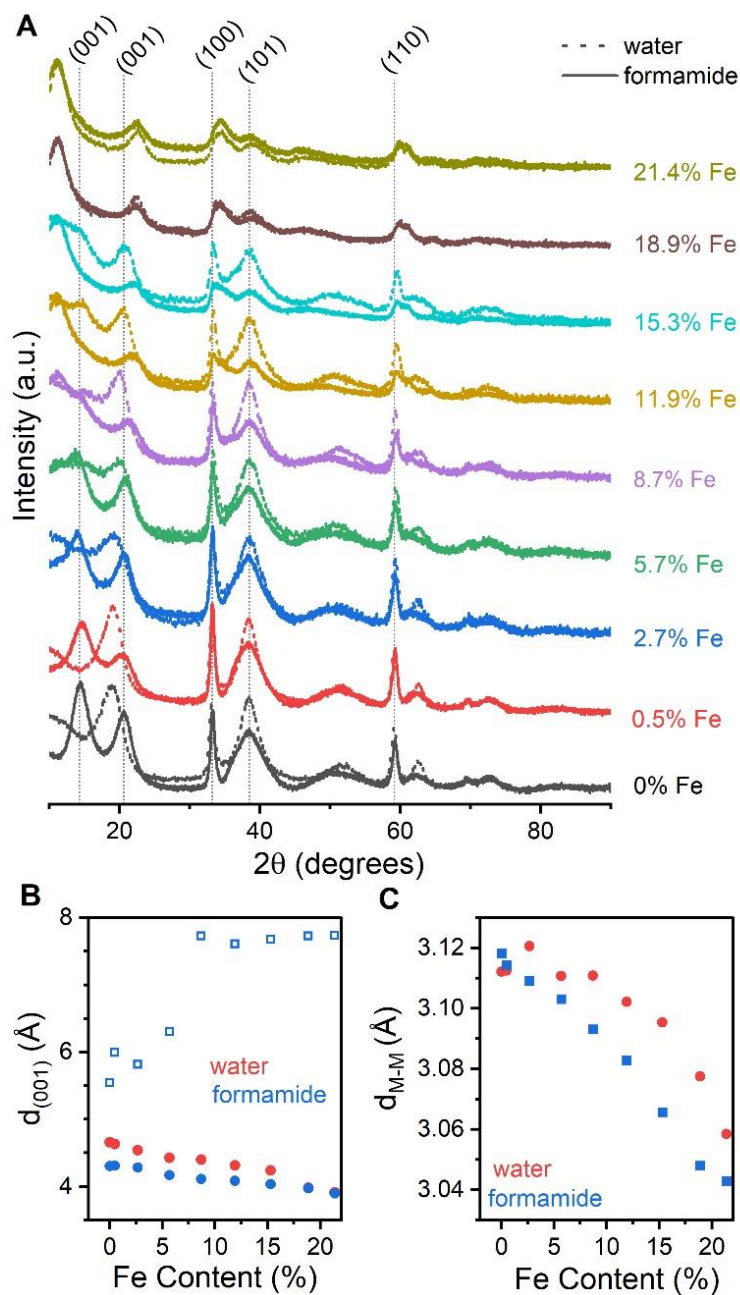 A
(001)
(001)
(100)
(101)
(110)
water
formamide
21.4% Fe
18.9% Fe
15.3% Fe
11.9% Fe
8.7% Fe
5.7% Fe
2.7% Fe
0.5% Fe
0% Fe
Intensity (a.u.)
20 40 60 80
2θ (degrees)
B
8
6
4
d(001) (Å)
water
formamide
0 5 10 15 20
Fe Content (%)
C
3.12
3.10
3.08
3.06
3.04
dM-M (Å)
water
formamide
0 5 10 15 20
Fe Content (%)